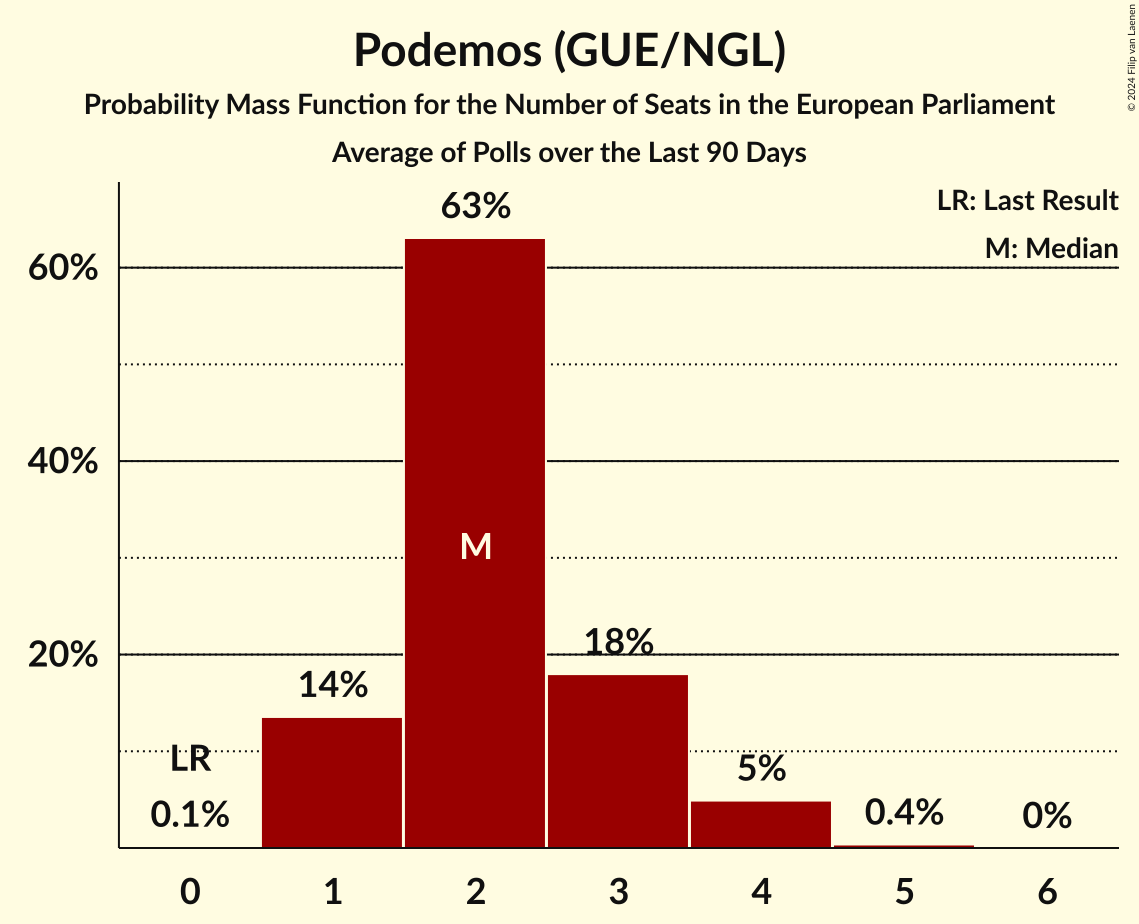 Podemos (GUE/NGL)
Probability Mass Function for the Number of Seats in the European Parliament
Average of Polls over the Last 90 Days
© 2024 Filip van Laenen
LR: Last Result
M: Median
63%
60%
40%
M
18%
20%
14%
LR
5%
0.1%
0.4%
0%
0 1 2 3 4 5 6